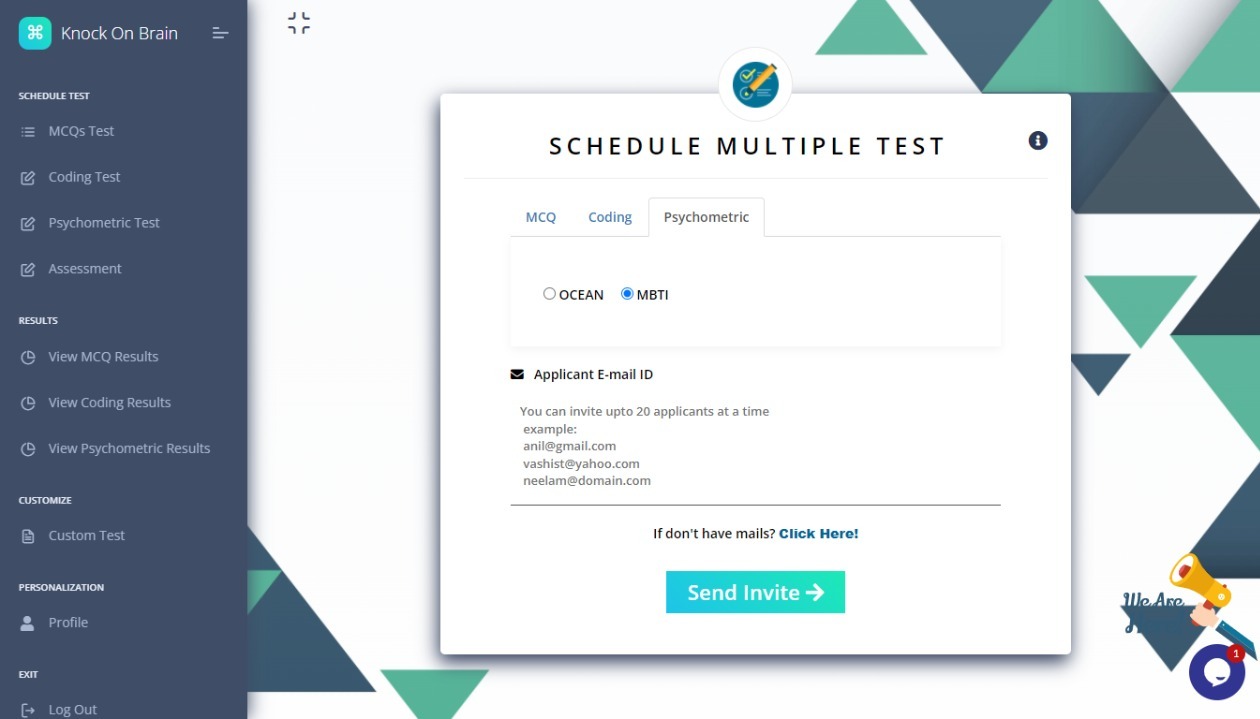 Knock On Brain
SCHEDULE TEST
MCQs Test
Coding Test
Psychometric Test
Assessment
RESULTS
View MCQ Results
View Coding Results
View Psychometric Results
CUSTOMIZE
Custom Test
PERSONALIZATION
Profile
EXIT
Log Out
SCHEDULE MULTIPLE TEST
MCQ
Coding
Psychometric
OCEAN
MBTI
Applicant E-mail ID
You can invite upto 20 applicants at a time
example:
anil@gmail.com
vashist@yahoo.com
neelam@domain.com
If don't have mails? Click Here!
Send Invite
We Are
1